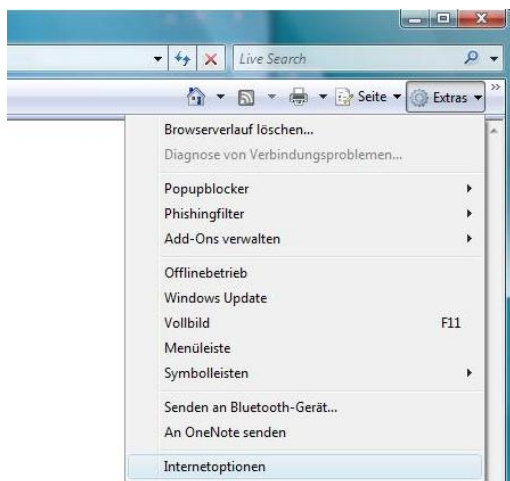 Live Search
Seite Extras
Browserverlauf löschen...
Diagnose von Verbindungsproblemen...
Popupblocker
Phishingfilter
Add-Ons verwalten
Offlinebetrieb
Windows Update
Vollbild F11
Menüleiste
Symbolleisten
Senden an Bluetooth-Gerät...
An OneNote senden
Internetoptionen